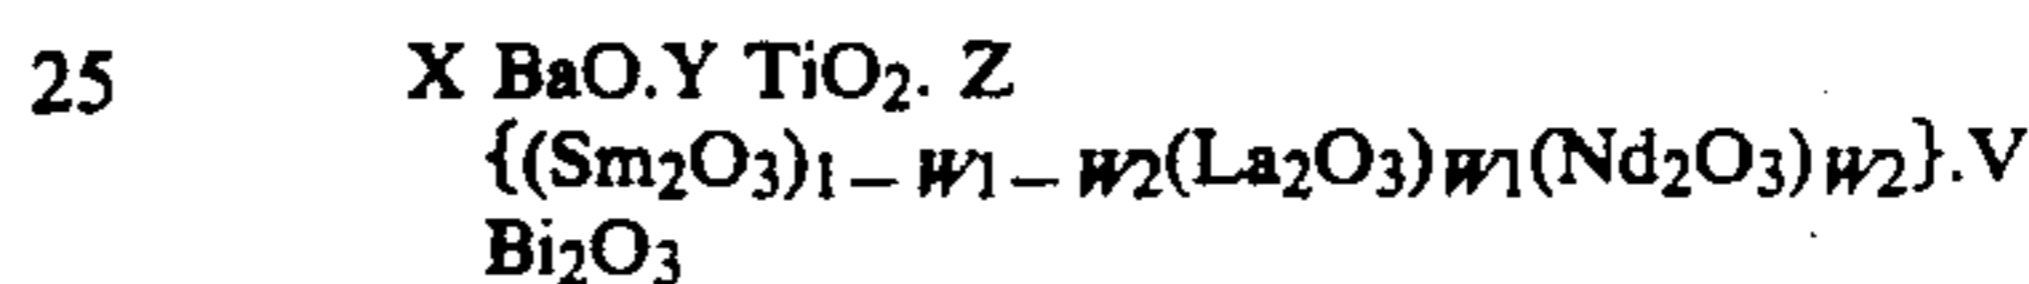 25 X BaO.Y TiO₂. Z
{(Sm₂O₃)₁₋W₁₋W₂(La₂O₃)W₁(Nd₂O₃)W₂}.V
Bi₂O₃